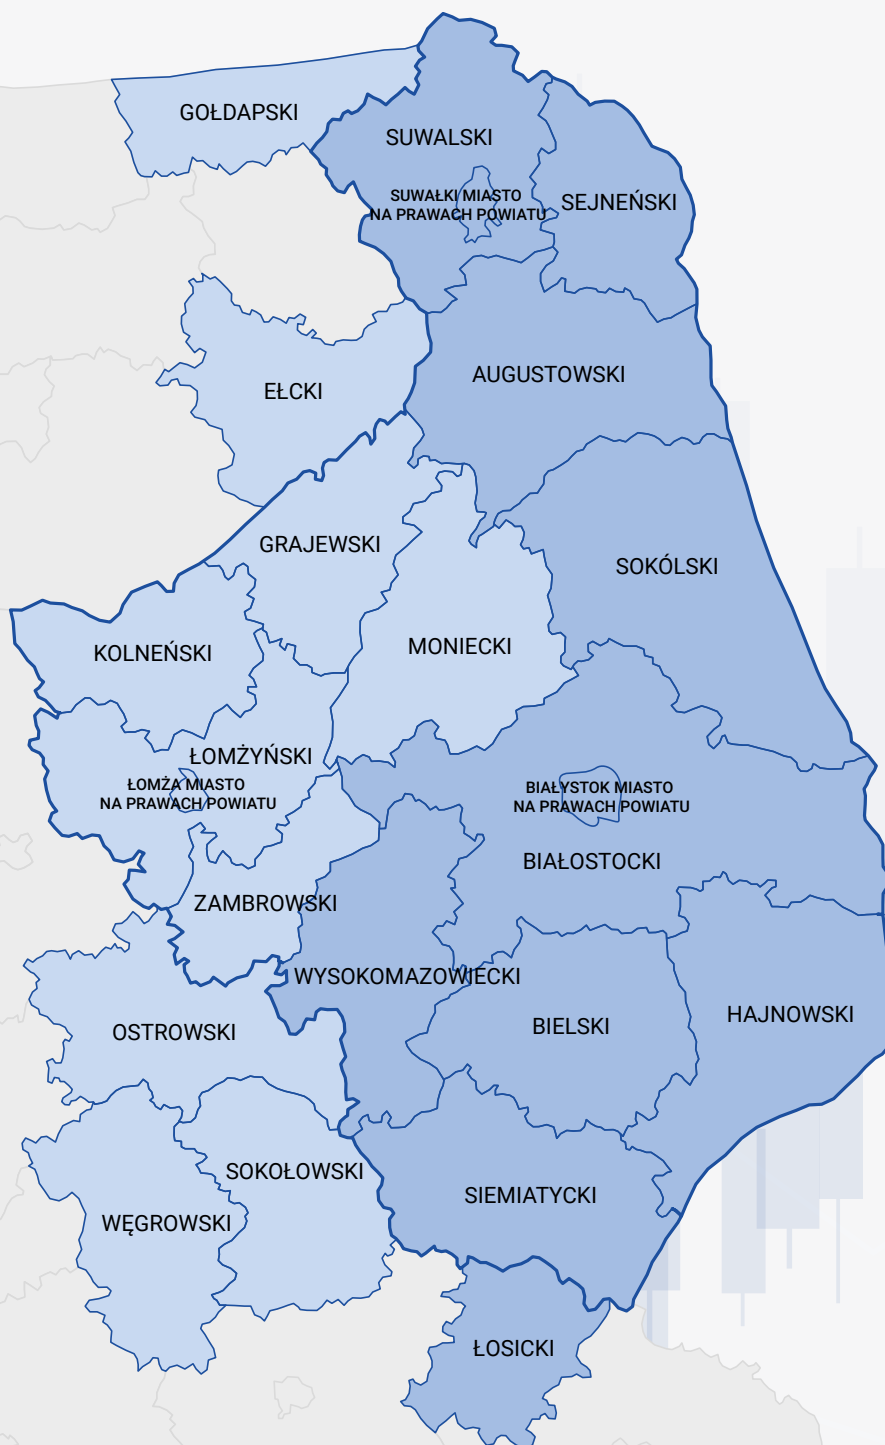 GOŁDAPSKI
SUWALSKI
SUWAŁKI MIASTO
NA PRAWACH POWIATU
SEJNEŃSKI
AUGUSTOWSKI
EŁCKI
GRAJEWSKI
SOKÓLSKI
MONIECKI
KOLNEŃSKI
ŁOMŻYŃSKI
ŁOMŻA MIASTO
NA PRAWACH POWIATU
BIAŁYSTOK MIASTO
NA PRAWACH POWIATU
BIAŁOSTOCKI
ZAMBROWSKI
WYSOKOMAZOWIECKI
HAJNOWSKI
BIELSKI
OSTROWSKI
SOKOŁOWSKI
SIEMIATYCKI
WĘGROWSKI
ŁOSICKI